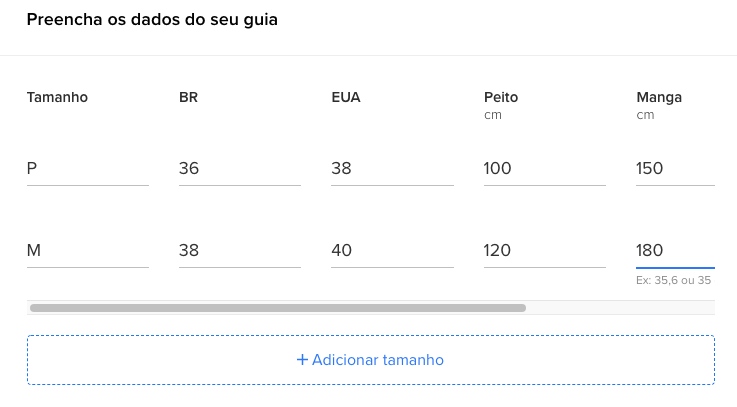 Preencha os dados do seu guia
Tamanho BR EUA Peito Manga
cm cm
P 36 38 100 150
M 38 40 120 180
Ex: 35,6 ou 35
+ Adicionar tamanho